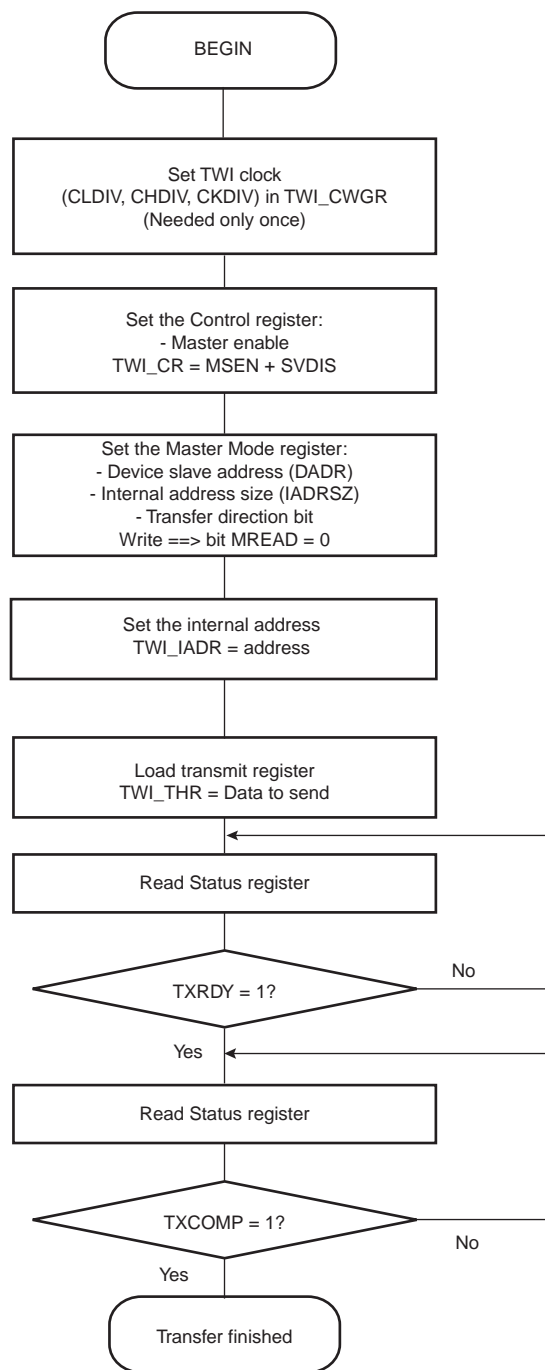 BEGIN
Set TWI clock
(CLDIV, CHDIV, CKDIV) in TWI_CWGR
(Needed only once)
Set the Control register:
- Master enable
TWI_CR = MSEN + SVDIS
Set the Master Mode register:
- Device slave address (DADR)
- Internal address size (IADRSZ)
- Transfer direction bit
Write ==> bit MREAD = 0
Set the internal address
TWI_IADR = address
Load transmit register
TWI_THR = Data to send
Read Status register
TXRDY = 1?
No
Yes
Read Status register
TXCOMP = 1?
No
Yes
Transfer finished